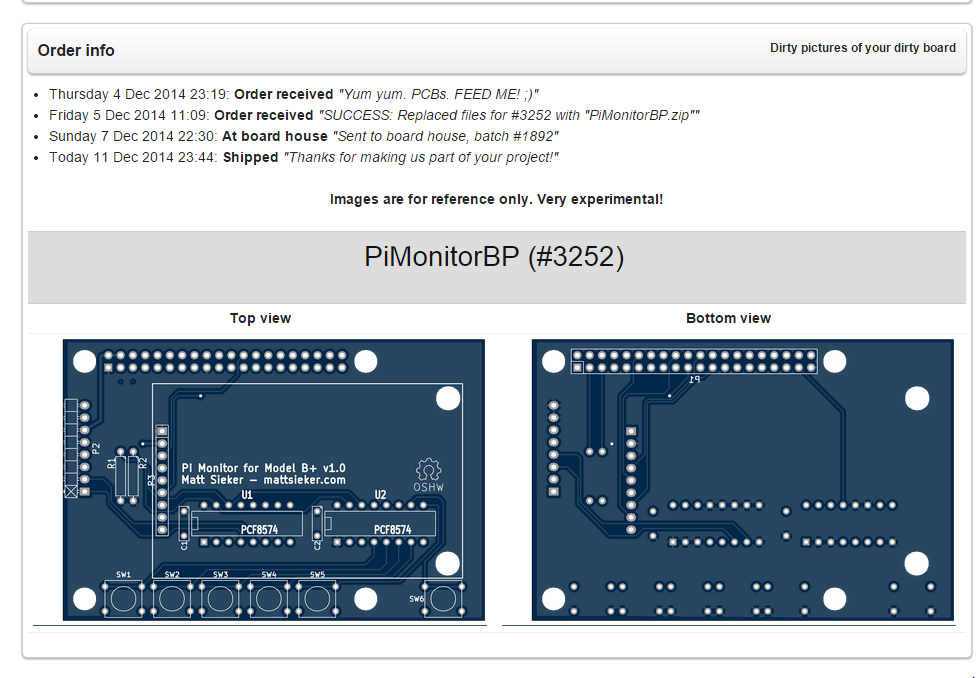 Order info
Dirty pictures of your dirty board
Thursday 4 Dec 2014 23:19: Order received "Yum yum. PCBs. FEED ME! ;)"
Friday 5 Dec 2014 11:09: Order received "SUCCESS: Replaced files for #3252 with "PiMonitorBP.zip""
Sunday 7 Dec 2014 22:30: At board house "Sent to board house, batch #1892"
Today 11 Dec 2014 23:44: Shipped "Thanks for making us part of your project!"
Images are for reference only. Very experimental!
PiMonitorBP (#3252)
Top view
Bottom view
P1
P2
R1
R2
P3
Pi Monitor for Model B+ v1.0
Matt Sieker – mattsieker.com
OSHW
U1
U2
PCF8574
PCF8574
C1
C2
SW1
SW2
SW3
SW4
SW5
SW6